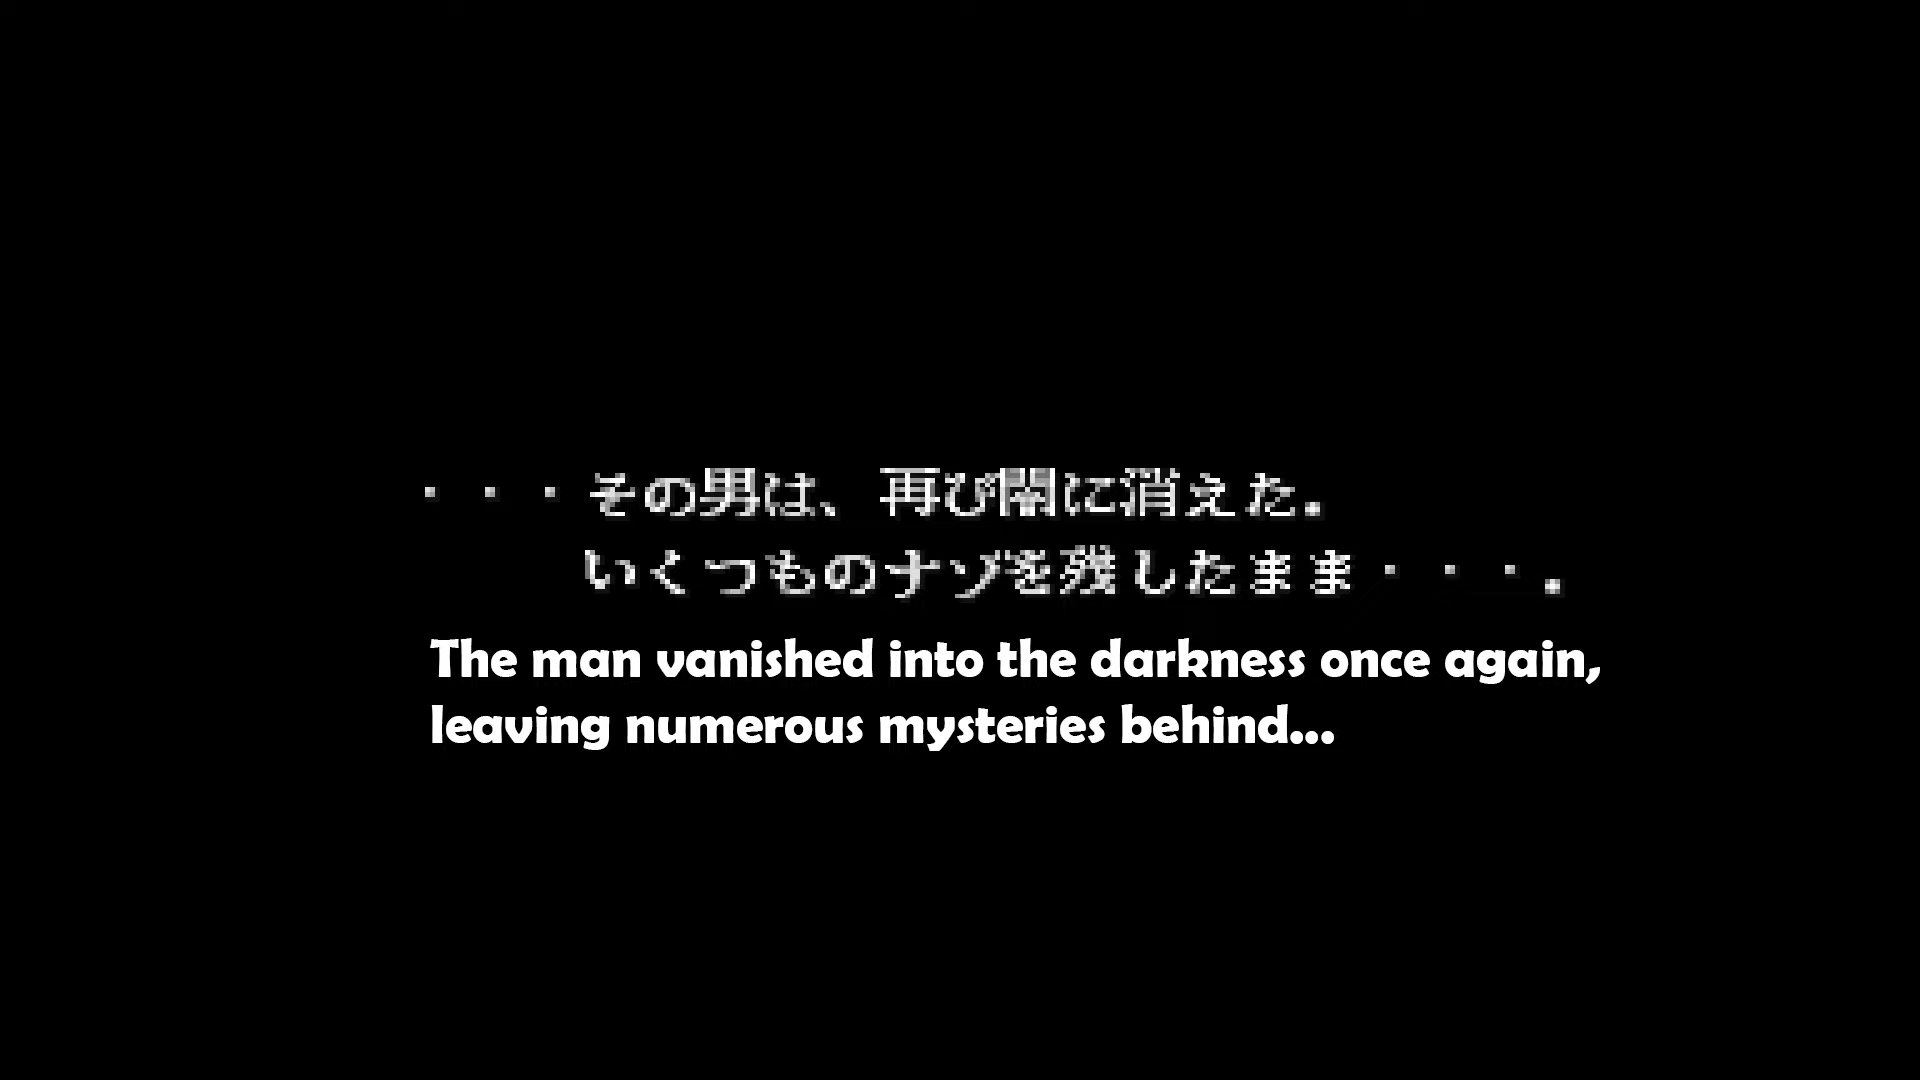 ・・・その男は、再び闇に消えた。
いくつものナゾを残したまま・・・。
The man vanished into the darkness once again,
leaving numerous mysteries behind...